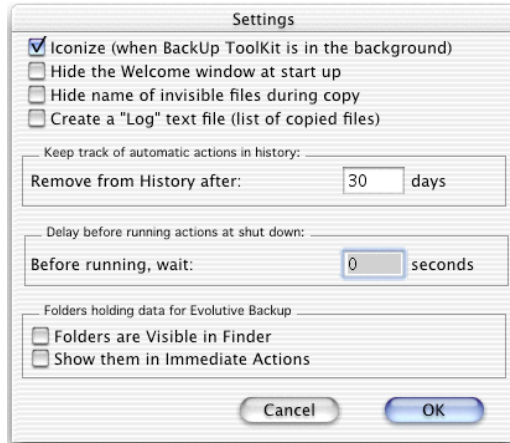 Settings
Iconize (when BackUp ToolKit is in the background)
Hide the Welcome window at start up
Hide name of invisible files during copy
Create a "Log" text file (list of copied files)
Keep track of automatic actions in history:
Remove from History after: 30 days
Delay before running actions at shut down:
Before running, wait: 0 seconds
Folders holding data for Evolutive Backup
Folders are Visible in Finder
Show them in Immediate Actions
Cancel OK